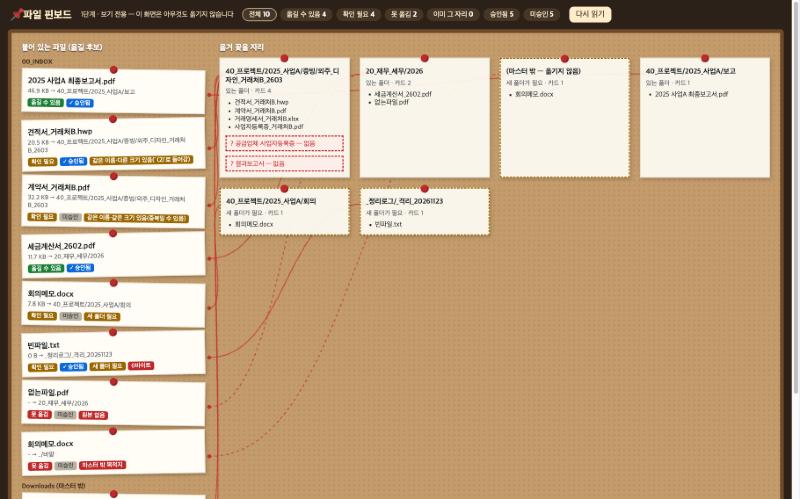 파일 핀보드
1단계 · 보기 전용 — 이 화면은 아무것도 옮기지 않습니다
전체 10
옮길 수 있음 4
확인 필요 4
못 옮김 2
이미 그 자리 0
승인됨 5
미승인 5
다시 읽기
붙어 있는 파일 (옮길 후보)
00_INBOX
2025 사업A 최종보고서.pdf
46.9 KB → 40_프로젝트/2025_사업A/보고
옮길 수 있음 ✓승인됨
견적서_거래처B.hwp
20.5 KB → 40_프로젝트/2025_사업A/증빙/외주_거래처
B_2603
확인 필요 ✓승인됨 같은 이름·다른 크기 있음( (2)로 들어감)
계약서_거래처B.pdf
32.2 KB → 40_프로젝트/2025_사업A/증빙/외주_거래처
B_2603
확인 필요 미승인 같은 이름·같은 크기 있음(중복일 수 있음)
세금계산서_2602.pdf
11.7 KB → 20_재무_세무/2026
옮길 수 있음 ✓승인됨
회의메모.docx
7.8 KB → 40_프로젝트/2025_사업A/회의
확인 필요 미승인 새 폴더 필요
빈파일.txt
0 B → _정리로그/_격리_20261123
확인 필요 ✓승인됨 새 폴더 필요 0바이트
없는파일.pdf
- → 20_재무_세무/2026
못 옮김 미승인 원본 없음
회의메모.docx
못 옮김 미승인 마스터 밖 목적지
Downloads (마스터 밖)
옮겨 꽂을 자리
40_프로젝트/2025_사업A/증빙/외주_거
래처B_2603
있는 폴더 · 카드 4
견적서_거래처B.hwp
계약서_거래처B.pdf
거래명세서_거래처B.xlsx
사업자등록증_거래처B.pdf
? 공급업체 사업자등록증 — 없음
? 결과보고서 — 없음
20_재무_세무/2026
있는 폴더 · 카드 2
세금계산서_2602.pdf
없는파일.pdf
(마스터 밖 — 옮기지 않음)
새 폴더가 필요 · 카드 1
회의메모.docx
40_프로젝트/2025_사업A/보고
있는 폴더 · 카드 1
2025 사업A 최종보고서.pdf
40_프로젝트/2025_사업A/회의
새 폴더가 필요 · 카드 1
회의메모.docx
_정리로그/_격리_20261123
새 폴더가 필요 · 카드 1
빈파일.txt